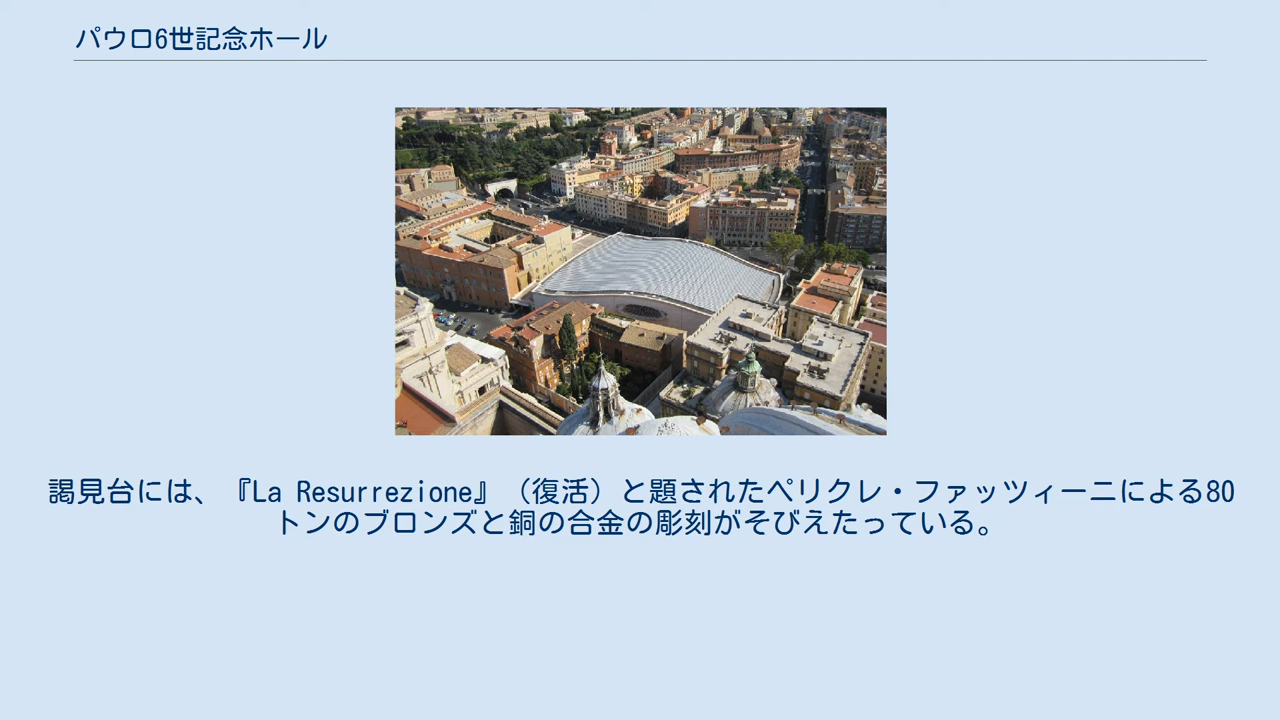 パウロ6世記念ホール
謁見台には、『La Resurrezione』（復活）と題されたペリクレ・ファッツィーニによる80
トンのブロンズと銅の合金の彫刻がそびえたっている。